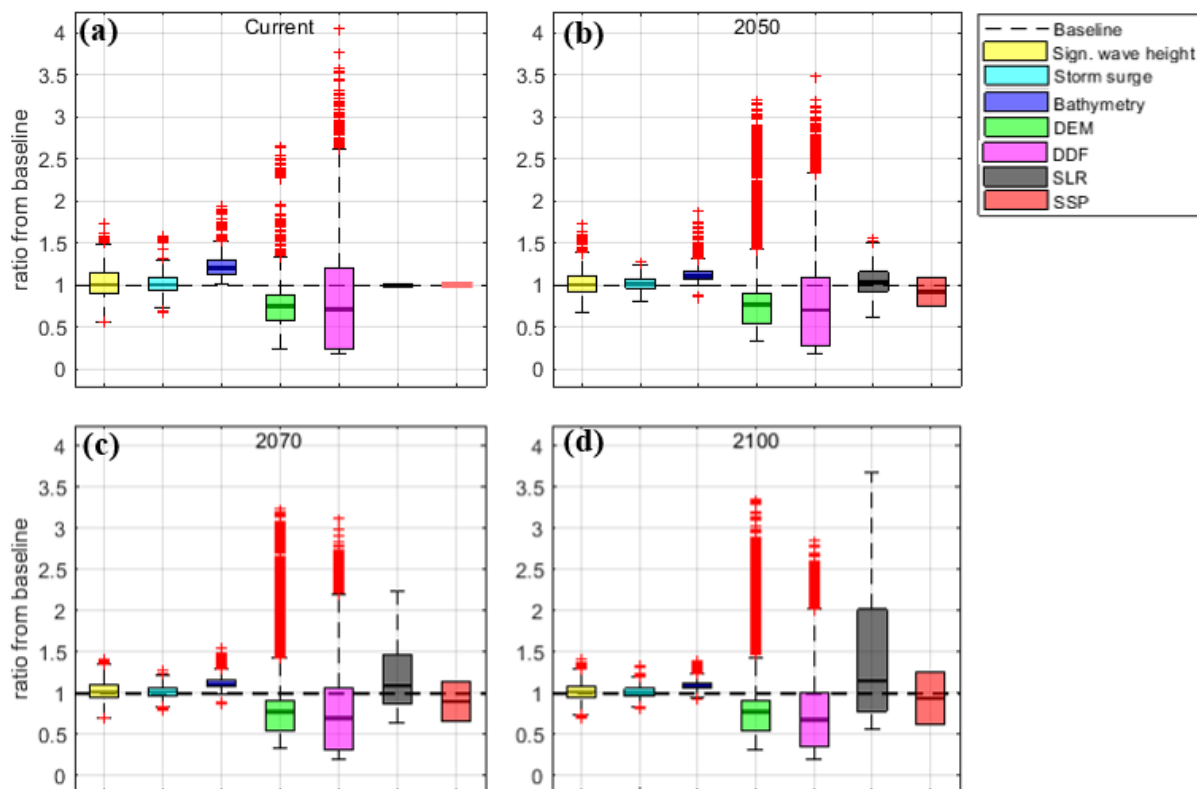 (a) Current
4
3.5
3
2.5
2
1.5
1
0.5
0
ratio from baseline
(b) 2050
4
3.5
3
2.5
2
1.5
1
0.5
0
Baseline
Sign. wave height
Storm surge
Bathymetry
DEM
DDF
SLR
SSP
(c) 2070
4
3.5
3
2.5
2
1.5
1
0.5
0
ratio from baseline
(d) 2100
4
3.5
3
2.5
2
1.5
1
0.5
0